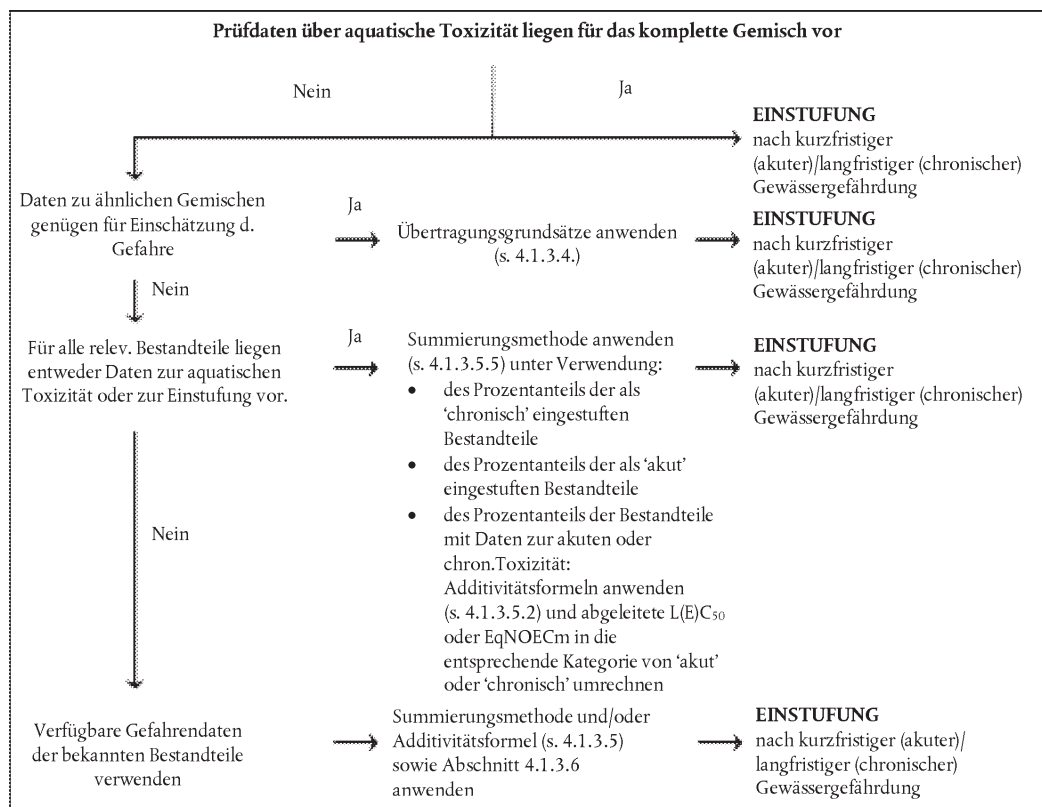 Prüfdaten über aquatische Toxizität liegen für das komplette Gemisch vor
Nein
Ja
EINSTUFUNG
nach kurzfristiger
(akuter)/langfristiger (chronischer)
Gewässergefährdung
Daten zu ähnlichen Gemischen
genügen für Einschätzung d.
Gefahre
Ja
Übertragungsgrundsätze anwenden
(s. 4.1.3.4.)
EINSTUFUNG
nach kurzfristiger
(akuter)/langfristiger (chronischer)
Gewässergefährdung
Nein
Für alle relev. Bestandteile liegen
entweder Daten zur aquatischen
Toxizität oder zur Einstufung vor.
Ja
Summierungsmethode anwenden
(s. 4.1.3.5.5) unter Verwendung:
• des Prozentanteils der als
‘chronisch’ eingestuften
Bestandteile
• des Prozentanteils der als ‘akut’
eingestuften Bestandteile
• des Prozentanteils der Bestandteile
mit Daten zur akuten oder
chron.Toxizität:
Additivitätsformeln anwenden
(s. 4.1.3.5.2) und abgeleitete L(E)C₅₀
oder EqNOECm in die
entsprechende Kategorie von ‘akut’
oder ‘chronisch’ umrechnen
EINSTUFUNG
nach kurzfristiger
(akuter)/langfristiger (chronischer)
Gewässergefährdung
Nein
Verfügbare Gefahrendaten
der bekannten Bestandteile
verwenden
Summierungsmethode und/oder
Additivitätsformel (s. 4.1.3.5)
sowie Abschnitt 4.1.3.6
anwenden
EINSTUFUNG
nach kurzfristiger (akuter)/
langfristiger (chronischer)
Gewässergefährdung